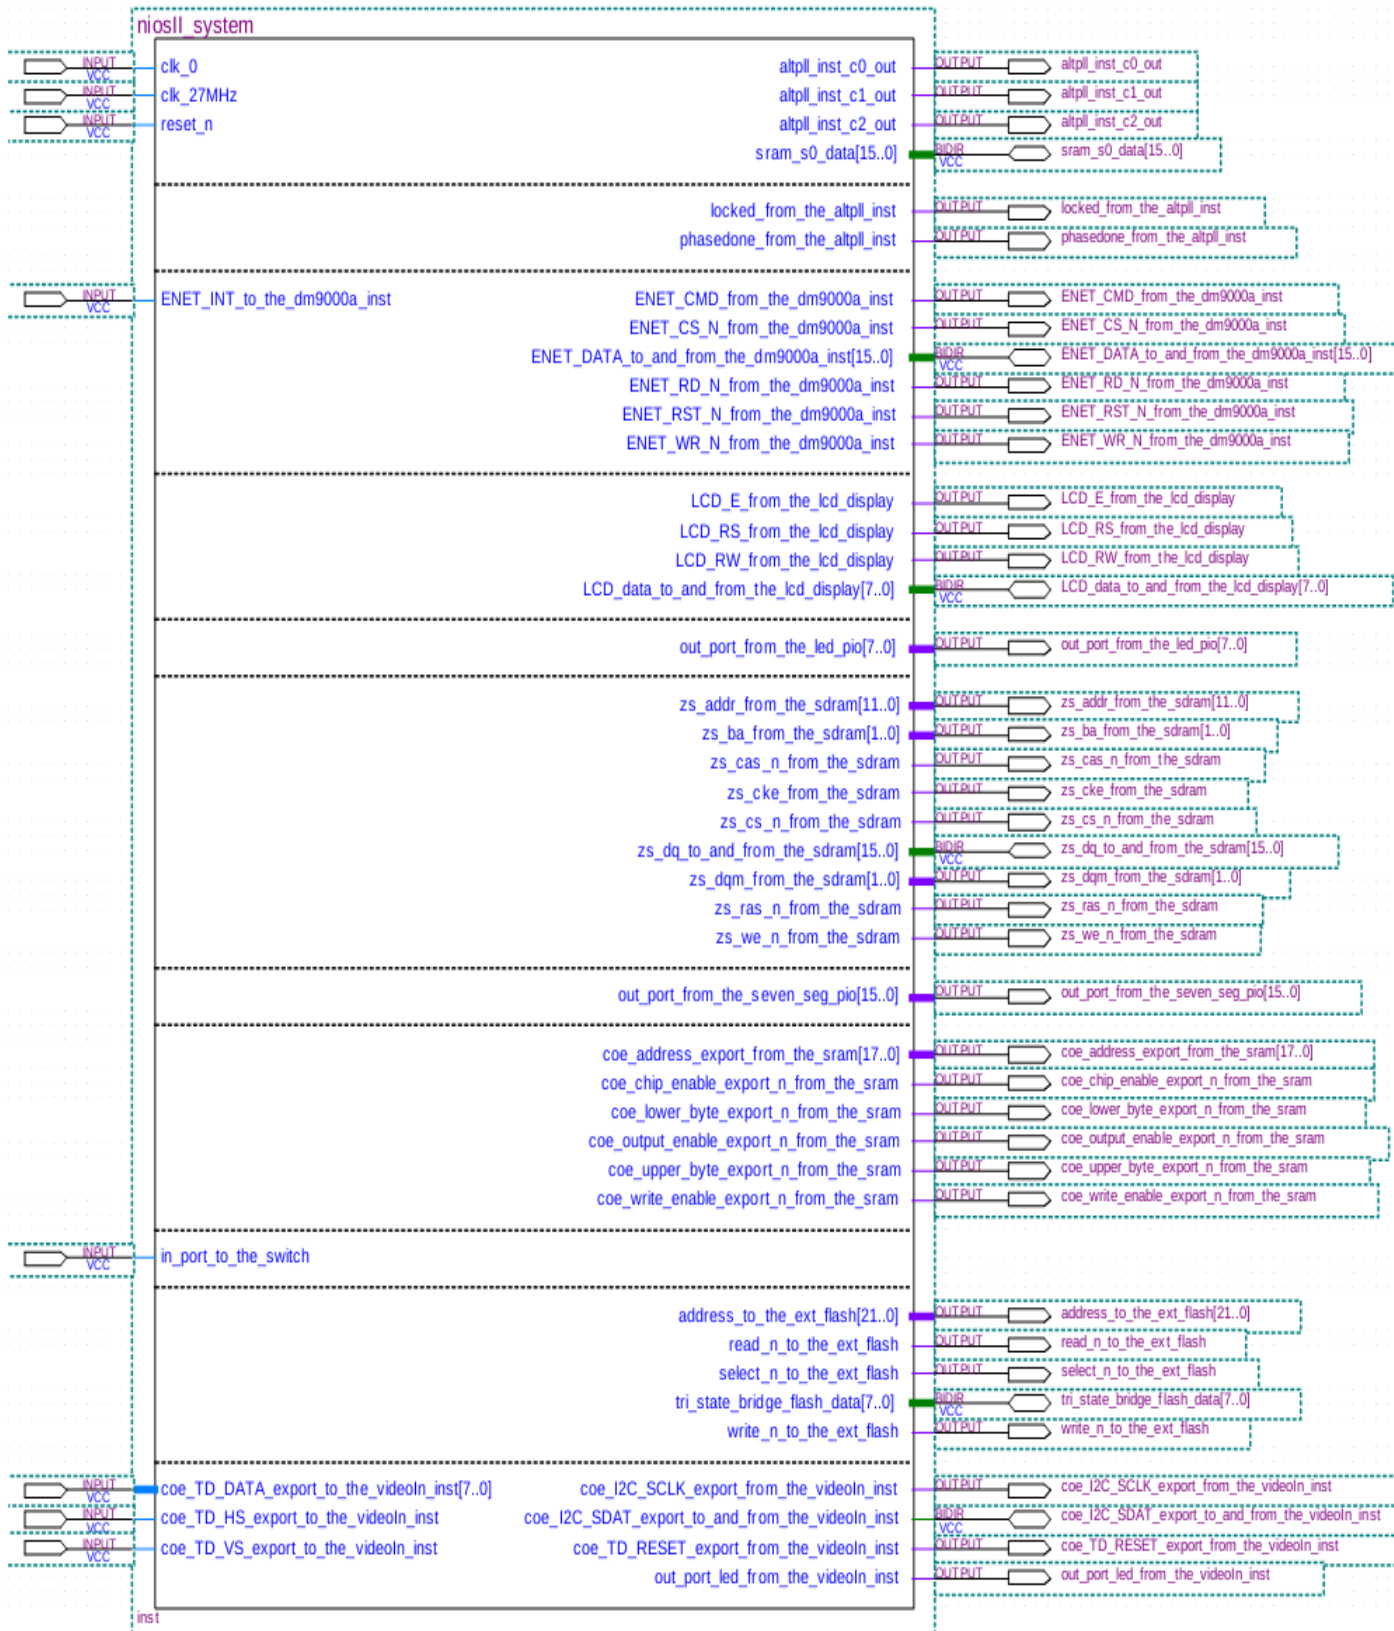 niosII_system
INPUT VCC clk_0 altpll_inst_c0_out OUTPUT altpll_inst_c0_out
INPUT VCC clk_27MHz altpll_inst_c1_out OUTPUT altpll_inst_c1_out
INPUT VCC reset_n altpll_inst_c2_out OUTPUT altpll_inst_c2_out
sram_s0_data[15..0] BIDIR VCC sram_s0_data[15..0]
locked_from_the_altpll_inst OUTPUT locked_from_the_altpll_inst
phasedone_from_the_altpll_inst OUTPUT phasedone_from_the_altpll_inst
INPUT VCC ENET_INT_to_the_dm9000a_inst ENET_CMD_from_the_dm9000a_inst OUTPUT ENET_CMD_from_the_dm9000a_inst
ENET_CS_N_from_the_dm9000a_inst OUTPUT ENET_CS_N_from_the_dm9000a_inst
ENET_DATA_to_and_from_the_dm9000a_inst[15..0] BIDIR VCC ENET_DATA_to_and_from_the_dm9000a_inst[15..0]
ENET_RD_N_from_the_dm9000a_inst OUTPUT ENET_RD_N_from_the_dm9000a_inst
ENET_RST_N_from_the_dm9000a_inst OUTPUT ENET_RST_N_from_the_dm9000a_inst
ENET_WR_N_from_the_dm9000a_inst OUTPUT ENET_WR_N_from_the_dm9000a_inst
LCD_E_from_the_lcd_display OUTPUT LCD_E_from_the_lcd_display
LCD_RS_from_the_lcd_display OUTPUT LCD_RS_from_the_lcd_display
LCD_RW_from_the_lcd_display OUTPUT LCD_RW_from_the_lcd_display
LCD_data_to_and_from_the_lcd_display[7..0] BIDIR VCC LCD_data_to_and_from_the_lcd_display[7..0]
out_port_from_the_led_pio[7..0] OUTPUT out_port_from_the_led_pio[7..0]
zs_addr_from_the_sdram[11..0] OUTPUT zs_addr_from_the_sdram[11..0]
zs_ba_from_the_sdram[1..0] OUTPUT zs_ba_from_the_sdram[1..0]
zs_cas_n_from_the_sdram OUTPUT zs_cas_n_from_the_sdram
zs_cke_from_the_sdram OUTPUT zs_cke_from_the_sdram
zs_cs_n_from_the_sdram OUTPUT zs_cs_n_from_the_sdram
zs_dq_to_and_from_the_sdram[15..0] BIDIR VCC zs_dq_to_and_from_the_sdram[15..0]
zs_dqm_from_the_sdram[1..0] OUTPUT zs_dqm_from_the_sdram[1..0]
zs_ras_n_from_the_sdram OUTPUT zs_ras_n_from_the_sdram
zs_we_n_from_the_sdram OUTPUT zs_we_n_from_the_sdram
out_port_from_the_seven_seg_pio[15..0] OUTPUT out_port_from_the_seven_seg_pio[15..0]
coe_address_export_from_the_sram[17..0] OUTPUT coe_address_export_from_the_sram[17..0]
coe_chip_enable_export_n_from_the_sram OUTPUT coe_chip_enable_export_n_from_the_sram
coe_lower_byte_export_n_from_the_sram OUTPUT coe_lower_byte_export_n_from_the_sram
coe_output_enable_export_n_from_the_sram OUTPUT coe_output_enable_export_n_from_the_sram
coe_upper_byte_export_n_from_the_sram OUTPUT coe_upper_byte_export_n_from_the_sram
coe_write_enable_export_n_from_the_sram OUTPUT coe_write_enable_export_n_from_the_sram
INPUT VCC in_port_to_the_switch
address_to_the_ext_flash[21..0] OUTPUT address_to_the_ext_flash[21..0]
read_n_to_the_ext_flash OUTPUT read_n_to_the_ext_flash
select_n_to_the_ext_flash OUTPUT select_n_to_the_ext_flash
tri_state_bridge_flash_data[7..0] BIDIR VCC tri_state_bridge_flash_data[7..0]
write_n_to_the_ext_flash OUTPUT write_n_to_the_ext_flash
INPUT VCC coe_TD_DATA_export_to_the_videoIn_inst[7..0] coe_I2C_SCLK_export_from_the_videoIn_inst OUTPUT coe_I2C_SCLK_export_from_the_videoIn_inst
INPUT VCC coe_TD_HS_export_to_the_videoIn_inst coe_I2C_SDAT_export_to_and_from_the_videoIn_inst BIDIR VCC coe_I2C_SDAT_export_to_and_from_the_videoIn_inst
INPUT VCC coe_TD_VS_export_to_the_videoIn_inst coe_TD_RESET_export_from_the_videoIn_inst OUTPUT coe_TD_RESET_export_from_the_videoIn_inst
out_port_led_from_the_videoIn_inst OUTPUT out_port_led_from_the_videoIn_inst
inst